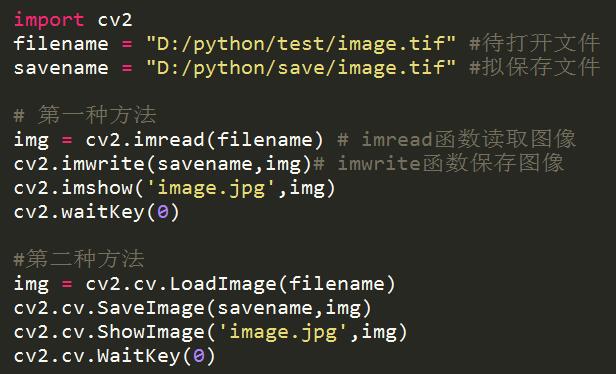 import cv2
filename = "D:/python/test/image.tif" #待打开文件
savename = "D:/python/save/image.tif" #拟保存文件
# 第一种方法
img = cv2.imread(filename) # imread函数读取图像
cv2.imwrite(savename,img)# imwrite函数保存图像
cv2.imshow('image.jpg',img)
cv2.waitKey(0)
#第二种方法
img = cv2.cv.LoadImage(filename)
cv2.cv.SaveImage(savename,img)
cv2.cv.ShowImage('image.jpg',img)
cv2.cv.WaitKey(0)